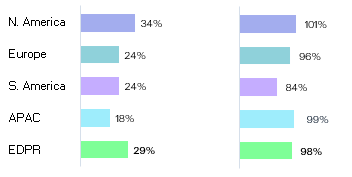 N. America 34% 101%
Europe 24% 96%
S. America 24% 84%
APAC 18% 99%
EDPR 29% 98%